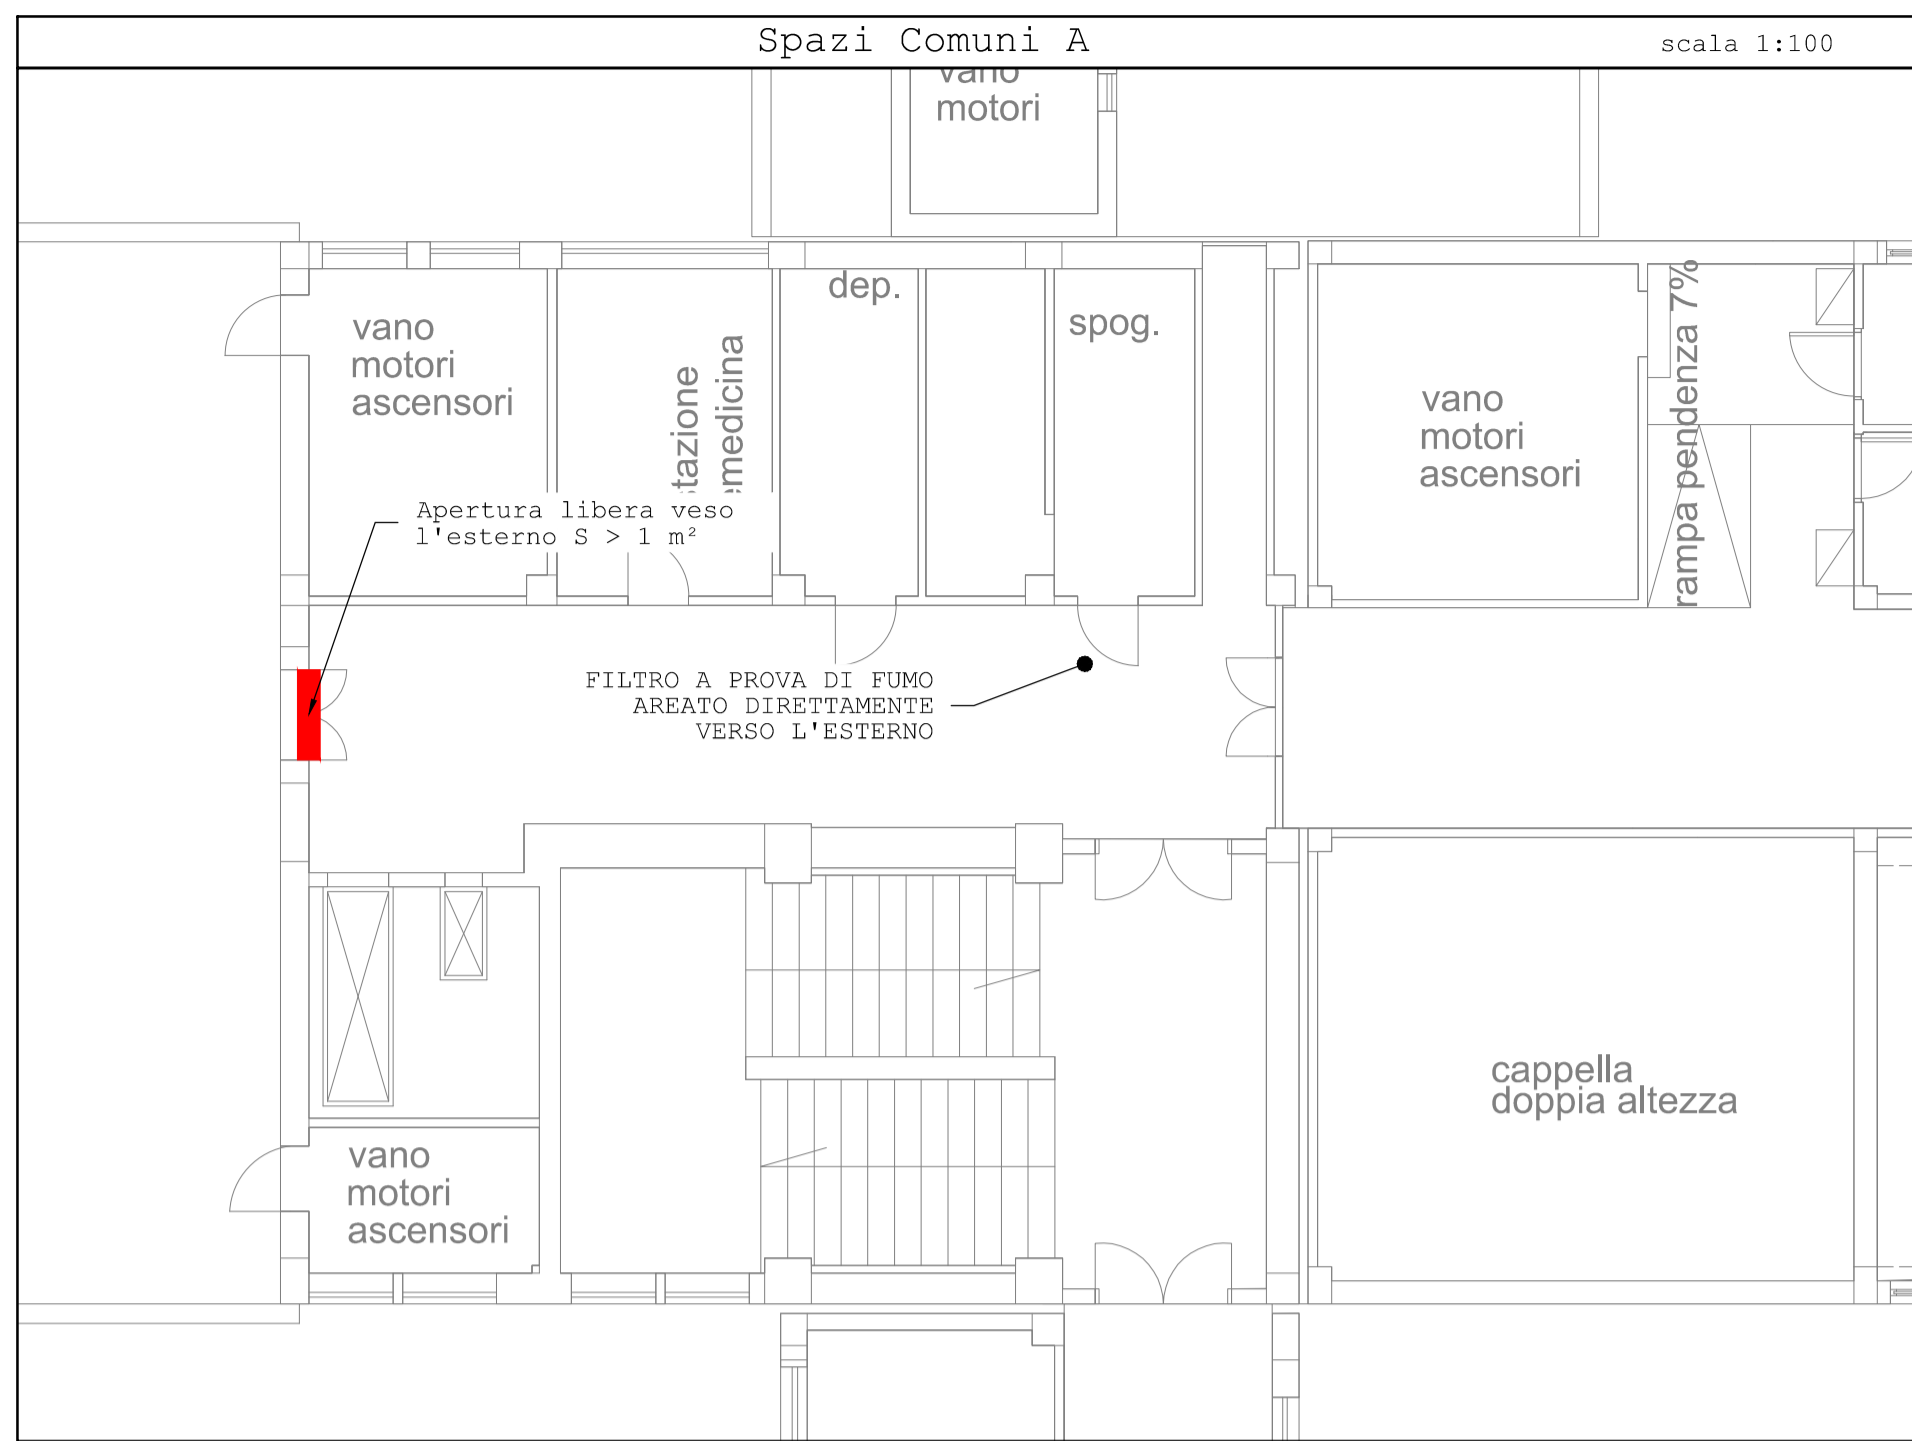 Spazi Comuni A
scala 1:100
vano
motori
dep.
spog.
vano
motori
ascensori
vano
motori
ascensori
rampa pendenza 7%
Apertura libera veso
l'esterno S > 1 m²
FILTRO A PROVA DI FUMO
AREATO DIRETTAMENTE
VERSO L'ESTERNO
cappella
doppia altezza
vano
motori
ascensori